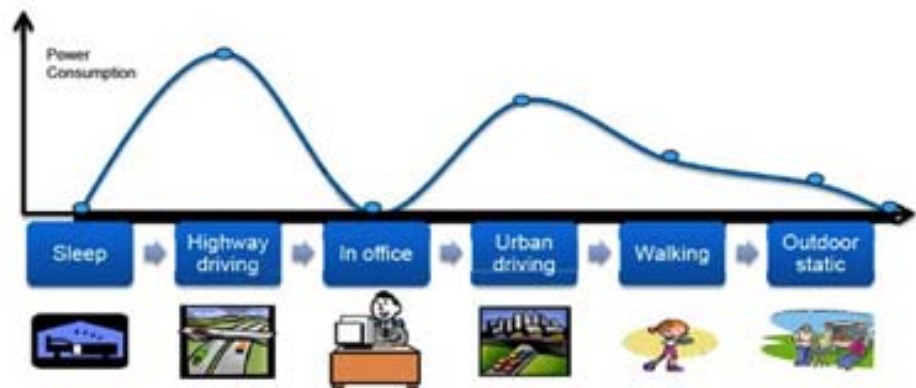 Power
Consumption
Sleep
Highway
driving
In office
Urban
driving
Walking
Outdoor
static